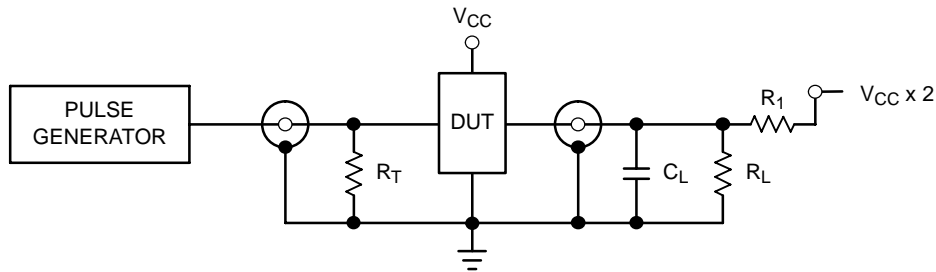 VCC
PULSE
GENERATOR
DUT
R1
VCC x 2
RT
CL
RL